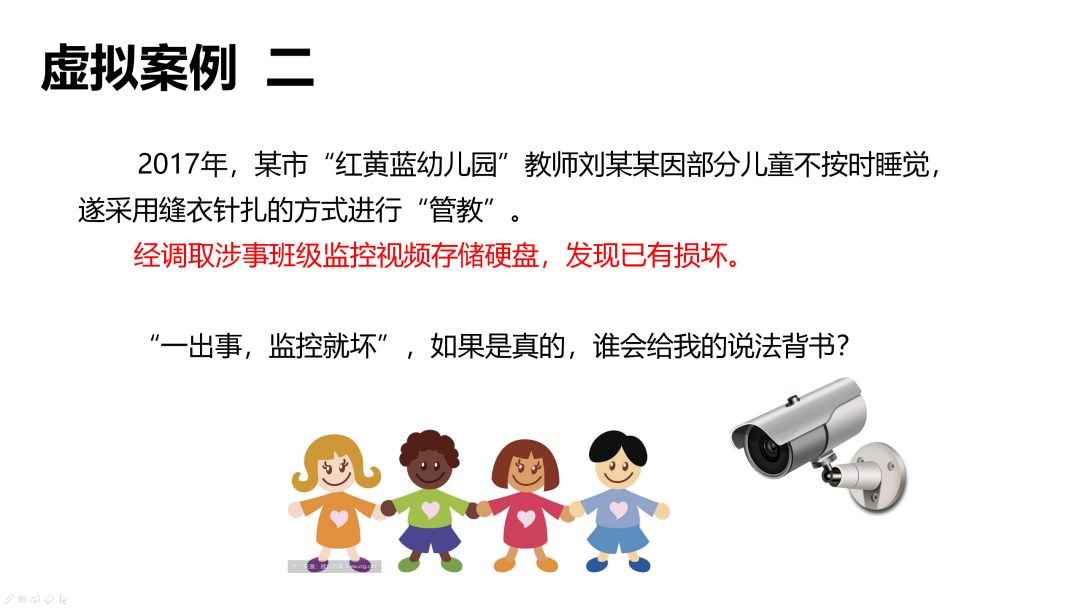 虚拟案例 二
2017年，某市“红黄蓝幼儿园”教师刘某某因部分儿童不按时睡觉，
遂采用缝衣针扎的方式进行“管教”。
经调取涉事班级监控视频存储硬盘，发现已有损坏。
“一出事，监控就坏”，如果是真的，谁会给我的说法背书？